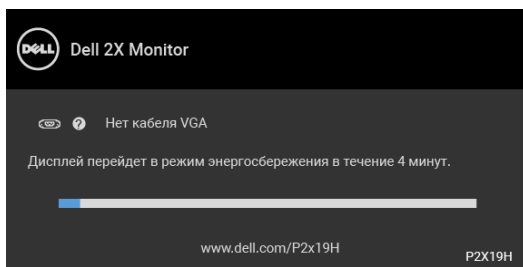 DELL Dell 2X Monitor
? Нет кабеля VGA
Дисплей перейдет в режим энергосбережения в течение 4 минут.
www.dell.com/P2x19H
P2X19H